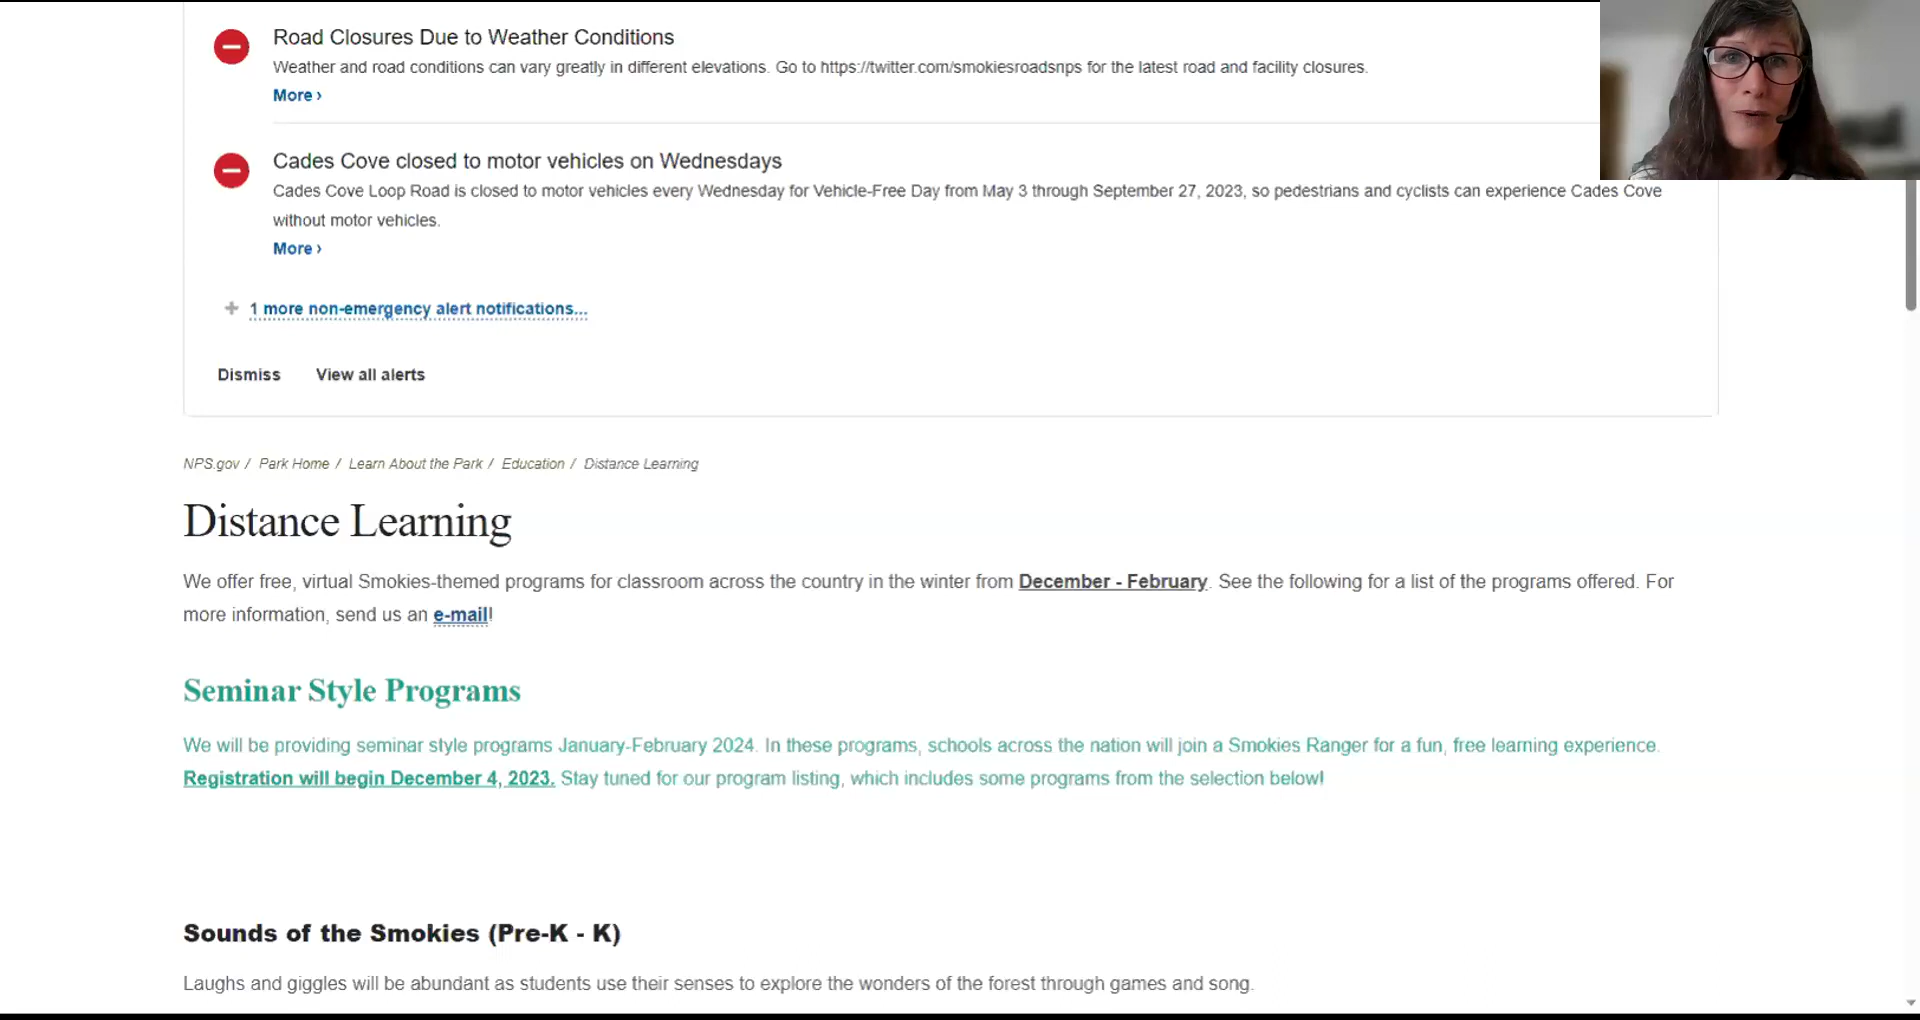 Road Closures Due to Weather Conditions
Weather and road conditions can vary greatly in different elevations. Go to https://twitter.com/smokiesroadsnps for the latest road and facility closures.
More ›
Cades Cove closed to motor vehicles on Wednesdays
Cades Cove Loop Road is closed to motor vehicles every Wednesday for Vehicle-Free Day from May 3 through September 27, 2023, so pedestrians and cyclists can experience Cades Cove
without motor vehicles.
More ›
+ 1 more non-emergency alert notifications...
Dismiss View all alerts
NPS.gov / Park Home / Learn About the Park / Education / Distance Learning
Distance Learning
We offer free, virtual Smokies-themed programs for classroom across the country in the winter from December - February. See the following for a list of the programs offered. For
more information, send us an e-mail!
Seminar Style Programs
We will be providing seminar style programs January-February 2024. In these programs, schools across the nation will join a Smokies Ranger for a fun, free learning experience.
Registration will begin December 4, 2023. Stay tuned for our program listing, which includes some programs from the selection below!
Sounds of the Smokies (Pre-K - K)
Laughs and giggles will be abundant as students use their senses to explore the wonders of the forest through games and song.